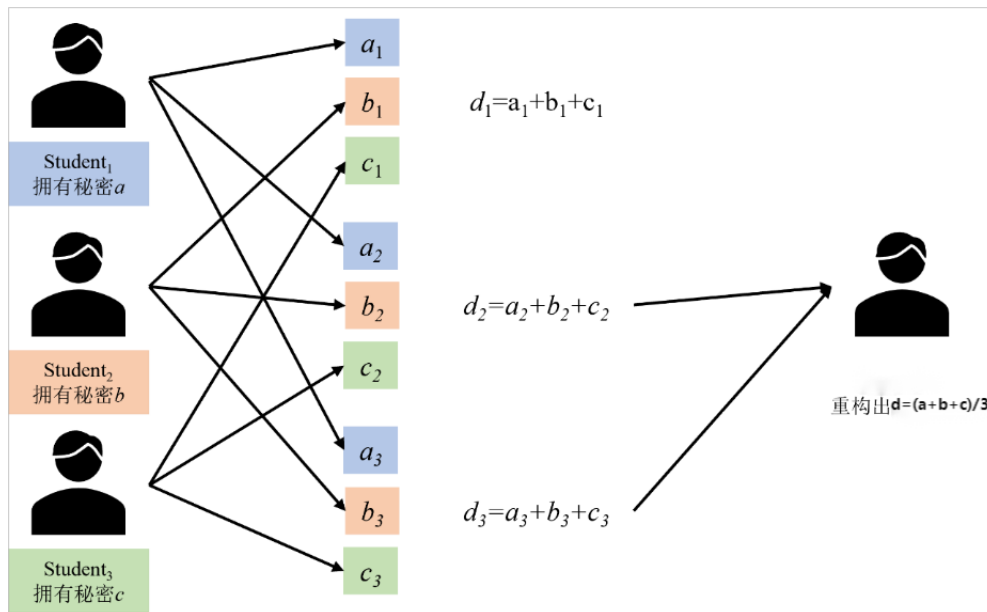 Student₁
拥有秘密a
Student₂
拥有秘密b
Student₃
拥有秘密c
a₁
b₁
c₁
d₁=a₁+b₁+c₁
a₂
b₂
c₂
d₂=a₂+b₂+c₂
a₃
b₃
c₃
d₃=a₃+b₃+c₃
重构出d=(a+b+c)/3